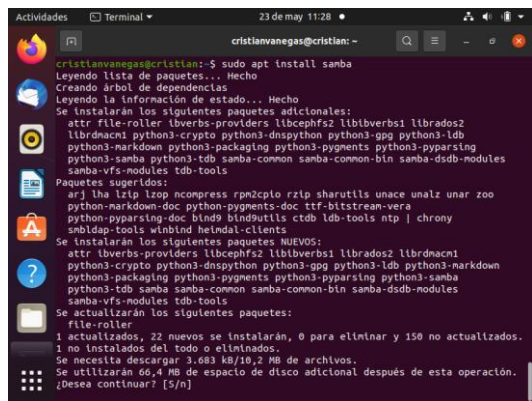 Actividades Terminal 23 de may 11:28
cristianvanegas@cristian: ~
cristianvanegas@cristian:~$ sudo apt install samba
Leyendo lista de paquetes... Hecho
Creando árbol de dependencias
Leyendo la información de estado... Hecho
Se instalarán los siguientes paquetes adicionales:
attr file-roller ibverbs-providers libcephfs2 libibverbs1 librados2
librdmacm1 python3-crypto python3-dnspython python3-gpg python3-ldb
python3-markdown python3-packaging python3-pygments python3-pyparsing
python3-samba python3-tdb samba-common samba-common-bin samba-dsdb-modules
samba-vfs-modules tdb-tools
Paquetes sugeridos:
arj lha lzip lzop ncompress rpm2cpio rzip sharutils unace unalz unar zoo
python-markdown-doc python-pygments-doc ttf-bitstream-vera
python-pyparsing-doc bind9 bind9utils ctdb ldb-tools ntp | chrony
smbldap-tools winbind heimdal-clients
Se instalarán los siguientes paquetes NUEVOS:
attr ibverbs-providers libcephfs2 libibverbs1 librados2 librdmacm1
python3-crypto python3-dnspython python3-gpg python3-ldb python3-markdown
python3-packaging python3-pygments python3-pyparsing python3-samba
python3-tdb samba samba-common samba-common-bin samba-dsdb-modules
samba-vfs-modules tdb-tools
Se actualizarán los siguientes paquetes:
file-roller
1 actualizados, 22 nuevos se instalarán, 0 para eliminar y 150 no actualizados.
1 no instalados del todo o eliminados.
Se necesita descargar 3.683 kB/10,2 MB de archivos.
Se utilizarán 66,4 MB de espacio de disco adicional después de esta operación.
¿Desea continuar? [S/n]